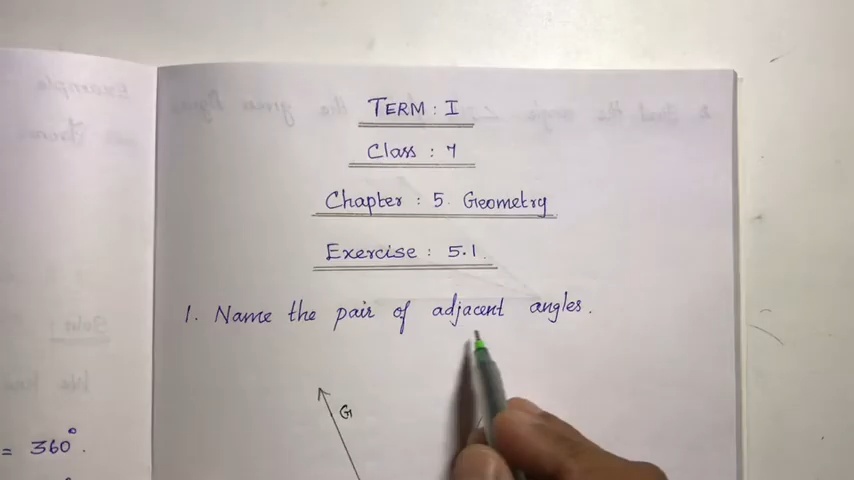 TERM : I
Class : 7
Chapter : 5. Geometry
Exercise : 5.1.
1. Name the pair of adjacent angles.
G
= 360°.